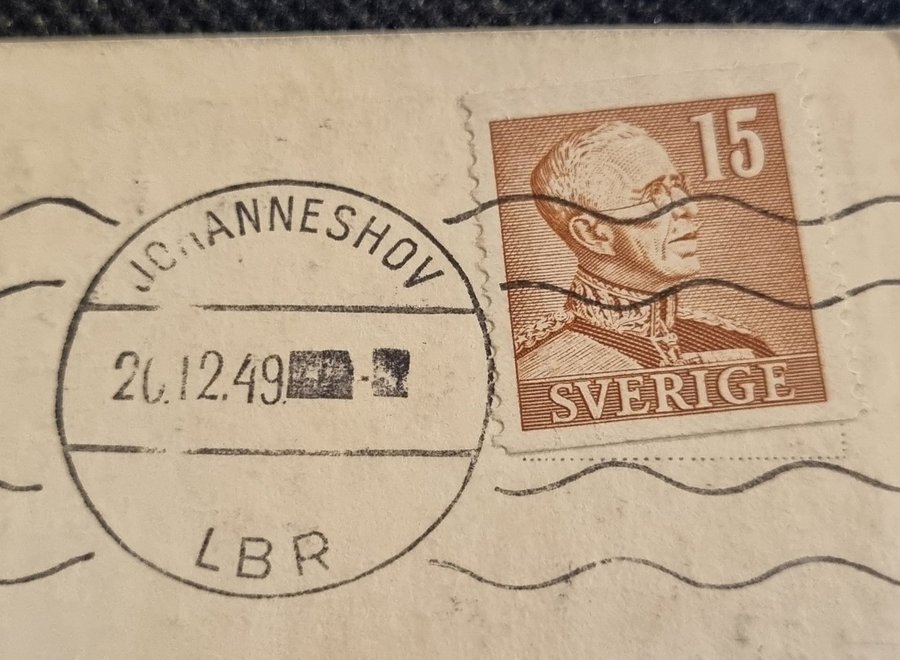 JOHANNESHOV
20.12.49
LBR
15
SVERIGE